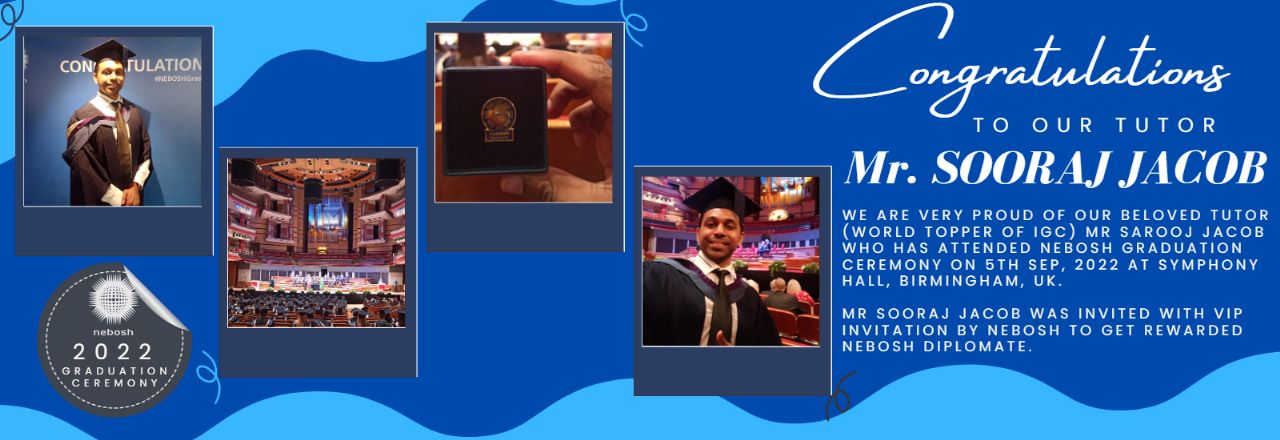 CONGRATULATION
#NEBOSHGrad
nebosh
nebosh
2022
GRADUATION
CEREMONY
Congratulations
TO OUR TUTOR
Mr. SOORAJ JACOB
WE ARE VERY PROUD OF OUR BELOVED TUTOR
(WORLD TOPPER OF IGC) MR SAROOJ JACOB
WHO HAS ATTENDED NEBOSH GRADUATION
CEREMONY ON 5TH SEP, 2022 AT SYMPHONY
HALL, BIRMINGHAM, UK.
MR SOORAJ JACOB WAS INVITED WITH VIP
INVITATION BY NEBOSH TO GET REWARDED
NEBOSH DIPLOMATE.